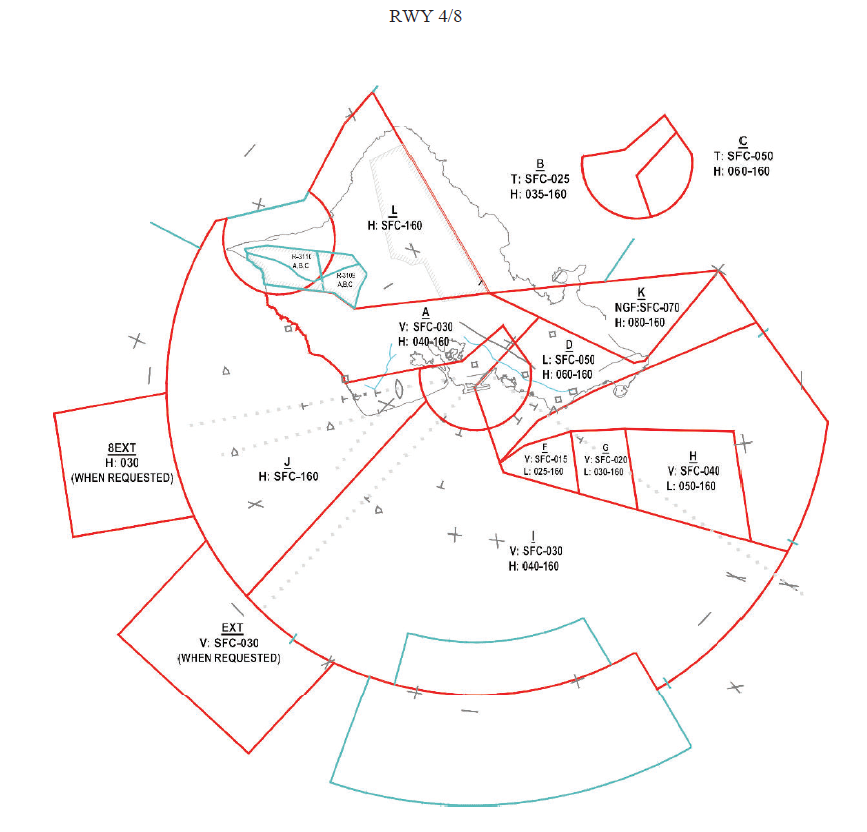 RWY 4/8
B
T: SFC-025
H: 035-160
C
T: SFC-050
H: 060-160
L
H: SFC-160
R-3110
A,B,C
R-3109
A,B,C
K
NGF:SFC-070
H: 080-160
A
V: SFC-030
H: 040-160
D
L: SFC-050
H: 060-160
8EXT
H: 030
(WHEN REQUESTED)
J
H: SFC-160
F
V: SFC-015
L: 025-160
G
V: SFC-020
L: 030-160
H
V: SFC-040
L: 050-160
I
V: SFC-030
H: 040-160
EXT
V: SFC-030
(WHEN REQUESTED)